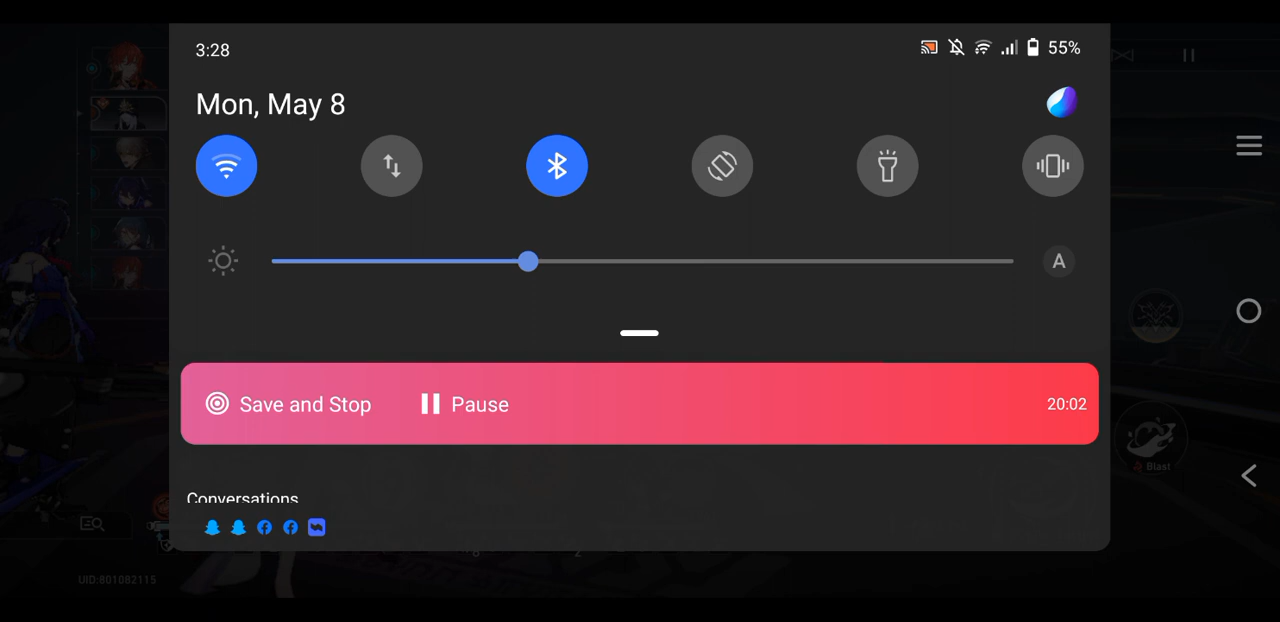 3:28
55%
Mon, May 8
A
Save and Stop
Pause
20:02
Blast
Conversations
UID:801082115